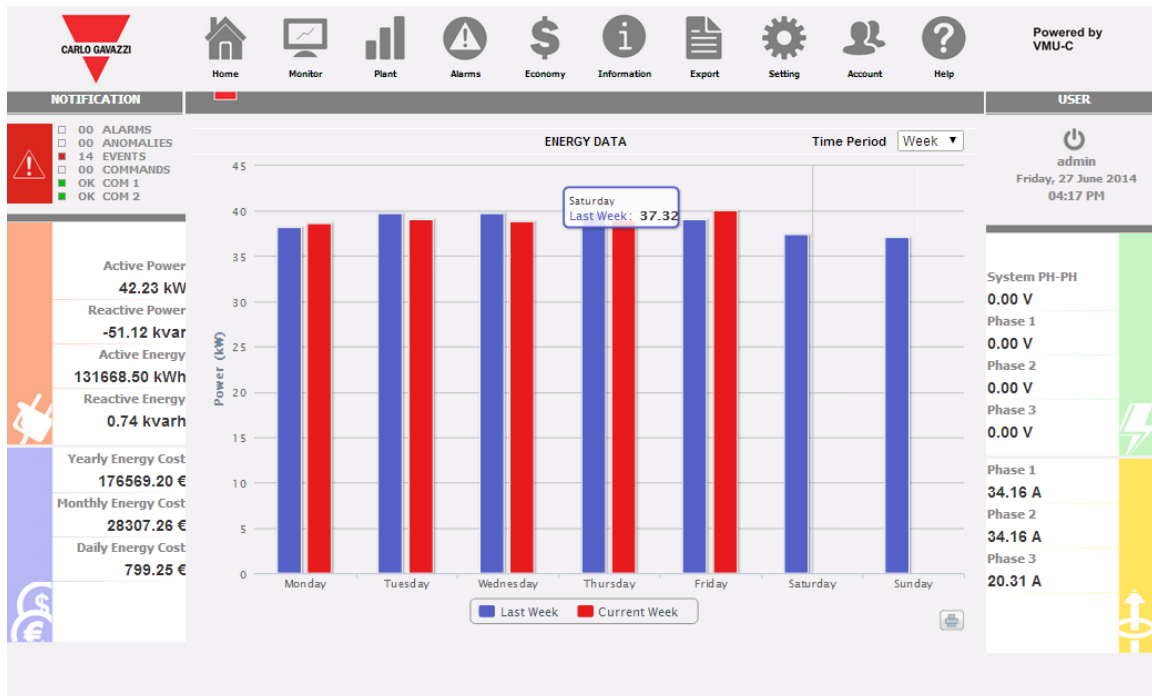 CARLO GAVAZZI
Home
Monitor
Plant
Alarms
Economy
Information
Export
Setting
Account
Help
Powered by
VMU-C
NOTIFICATION
USER
00 ALARMS
00 ANOMALIES
14 EVENTS
00 COMMANDS
OK COM 1
OK COM 2
ENERGY DATA
Time Period Week
admin
Friday, 27 June 2014
04:17 PM
Active Power
42.23 kW
Reactive Power
-51.12 kvar
Active Energy
131668.50 kWh
Reactive Energy
0.74 kvarh
Yearly Energy Cost
176569.20 €
Monthly Energy Cost
28307.26 €
Daily Energy Cost
799.25 €
Power (kW)
45
40
35
30
25
20
15
10
5
0
Saturday
Last Week: 37.32
Monday
Tuesday
Wednesday
Thursday
Friday
Saturday
Sunday
Last Week
Current Week
System PH-PH
0.00 V
Phase 1
0.00 V
Phase 2
0.00 V
Phase 3
0.00 V
Phase 1
34.16 A
Phase 2
34.16 A
Phase 3
20.31 A